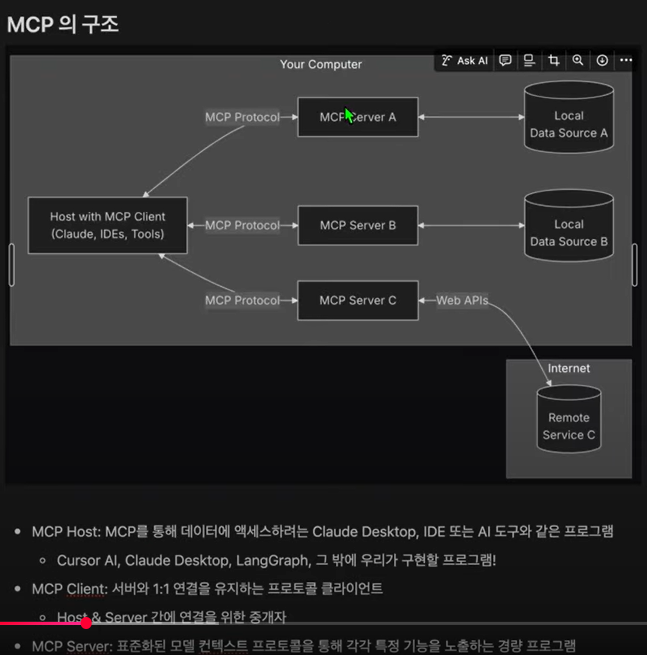 MCP 의 구조
Ask AI
Your Computer
MCP Protocol
MCP Server A
Local
Data Source A
Host with MCP Client
(Claude, IDEs, Tools)
MCP Protocol
MCP Server B
Local
Data Source B
MCP Protocol
MCP Server C
Web APIs
Internet
Remote
Service C
MCP Host: MCP를 통해 데이터에 액세스하려는 Claude Desktop, IDE 또는 AI 도구와 같은 프로그램
Cursor AI, Claude Desktop, LangGraph, 그 밖에 우리가 구현할 프로그램!
MCP Client: 서버와 1:1 연결을 유지하는 프로토콜 클라이언트
Host & Server 간에 연결을 위한 중개자
MCP Server: 표준화된 모델 컨텍스트 프로토콜을 통해 각각 특정 기능을 노출하는 경량 프로그램